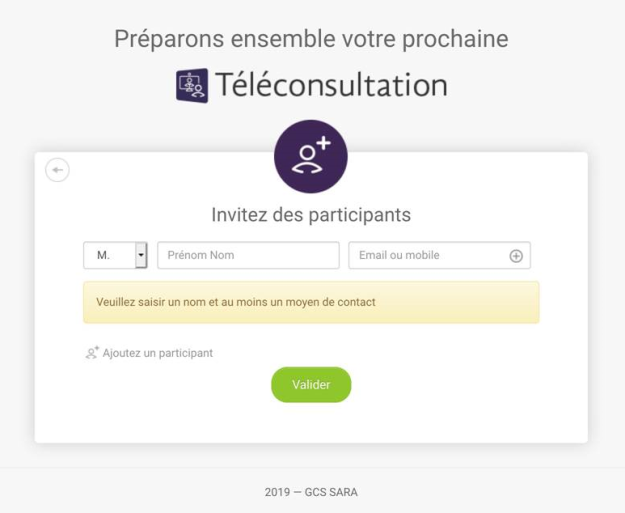 Préparons ensemble votre prochaine
Téléconsultation
Invitez des participants
M.
Prénom Nom
Email ou mobile
Veuillez saisir un nom et au moins un moyen de contact
Ajoutez un participant
Valider
2019 — GCS SARA